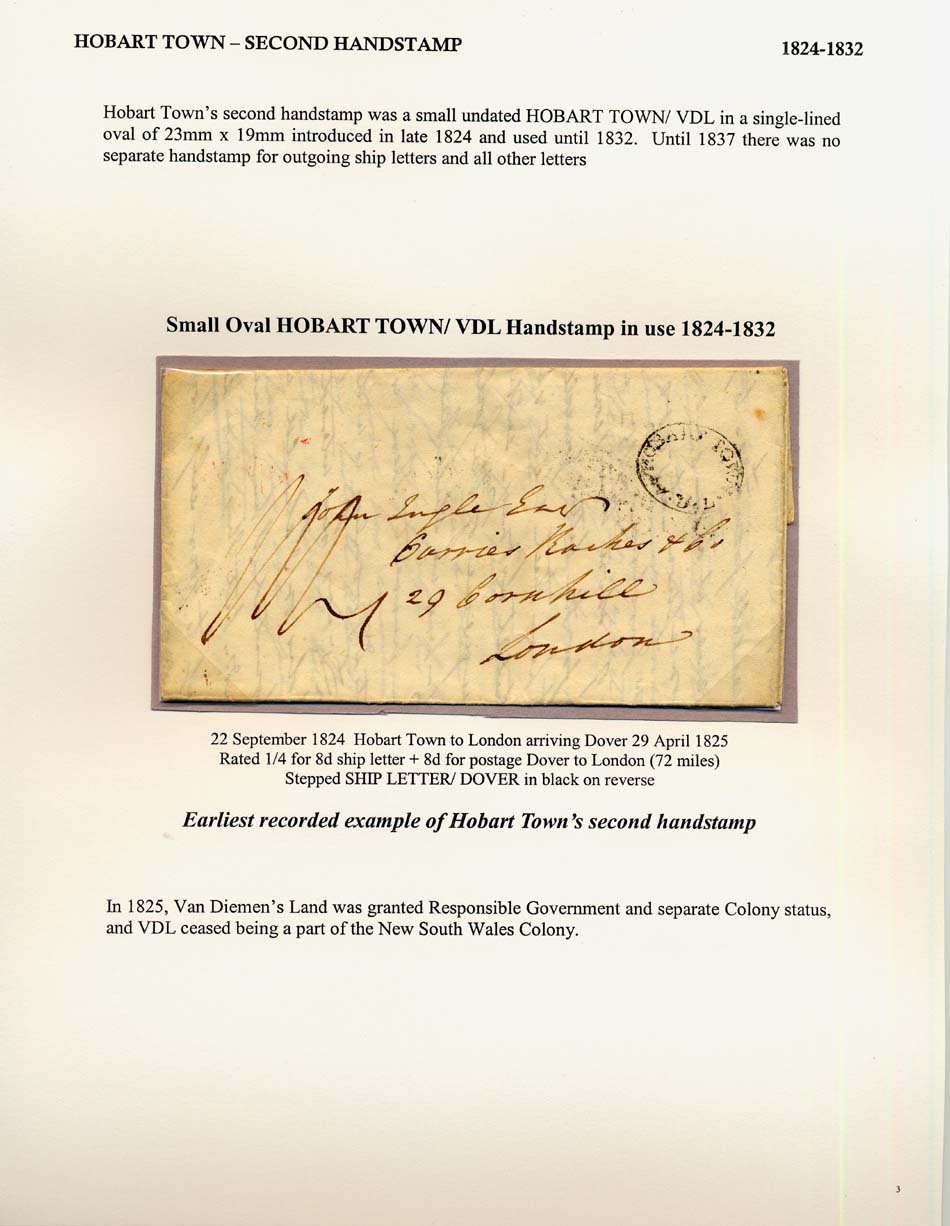 HOBART TOWN – SECOND HANDSTAMP
1824-1832
Hobart Town's second handstamp was a small undated HOBART TOWN/ VDL in a single-lined
oval of 23mm x 19mm introduced in late 1824 and used until 1832. Until 1837 there was no
separate handstamp for outgoing ship letters and all other letters
Small Oval HOBART TOWN/ VDL Handstamp in use 1824-1832
HOBART TOWN
John Ingle Esq
& Co
29 Cornhill
London
22 September 1824 Hobart Town to London arriving Dover 29 April 1825
Rated 1/4 for 8d ship letter + 8d for postage Dover to London (72 miles)
Stepped SHIP LETTER/ DOVER in black on reverse
Earliest recorded example of Hobart Town's second handstamp
In 1825, Van Diemen's Land was granted Responsible Government and separate Colony status,
and VDL ceased being a part of the New South Wales Colony.
3